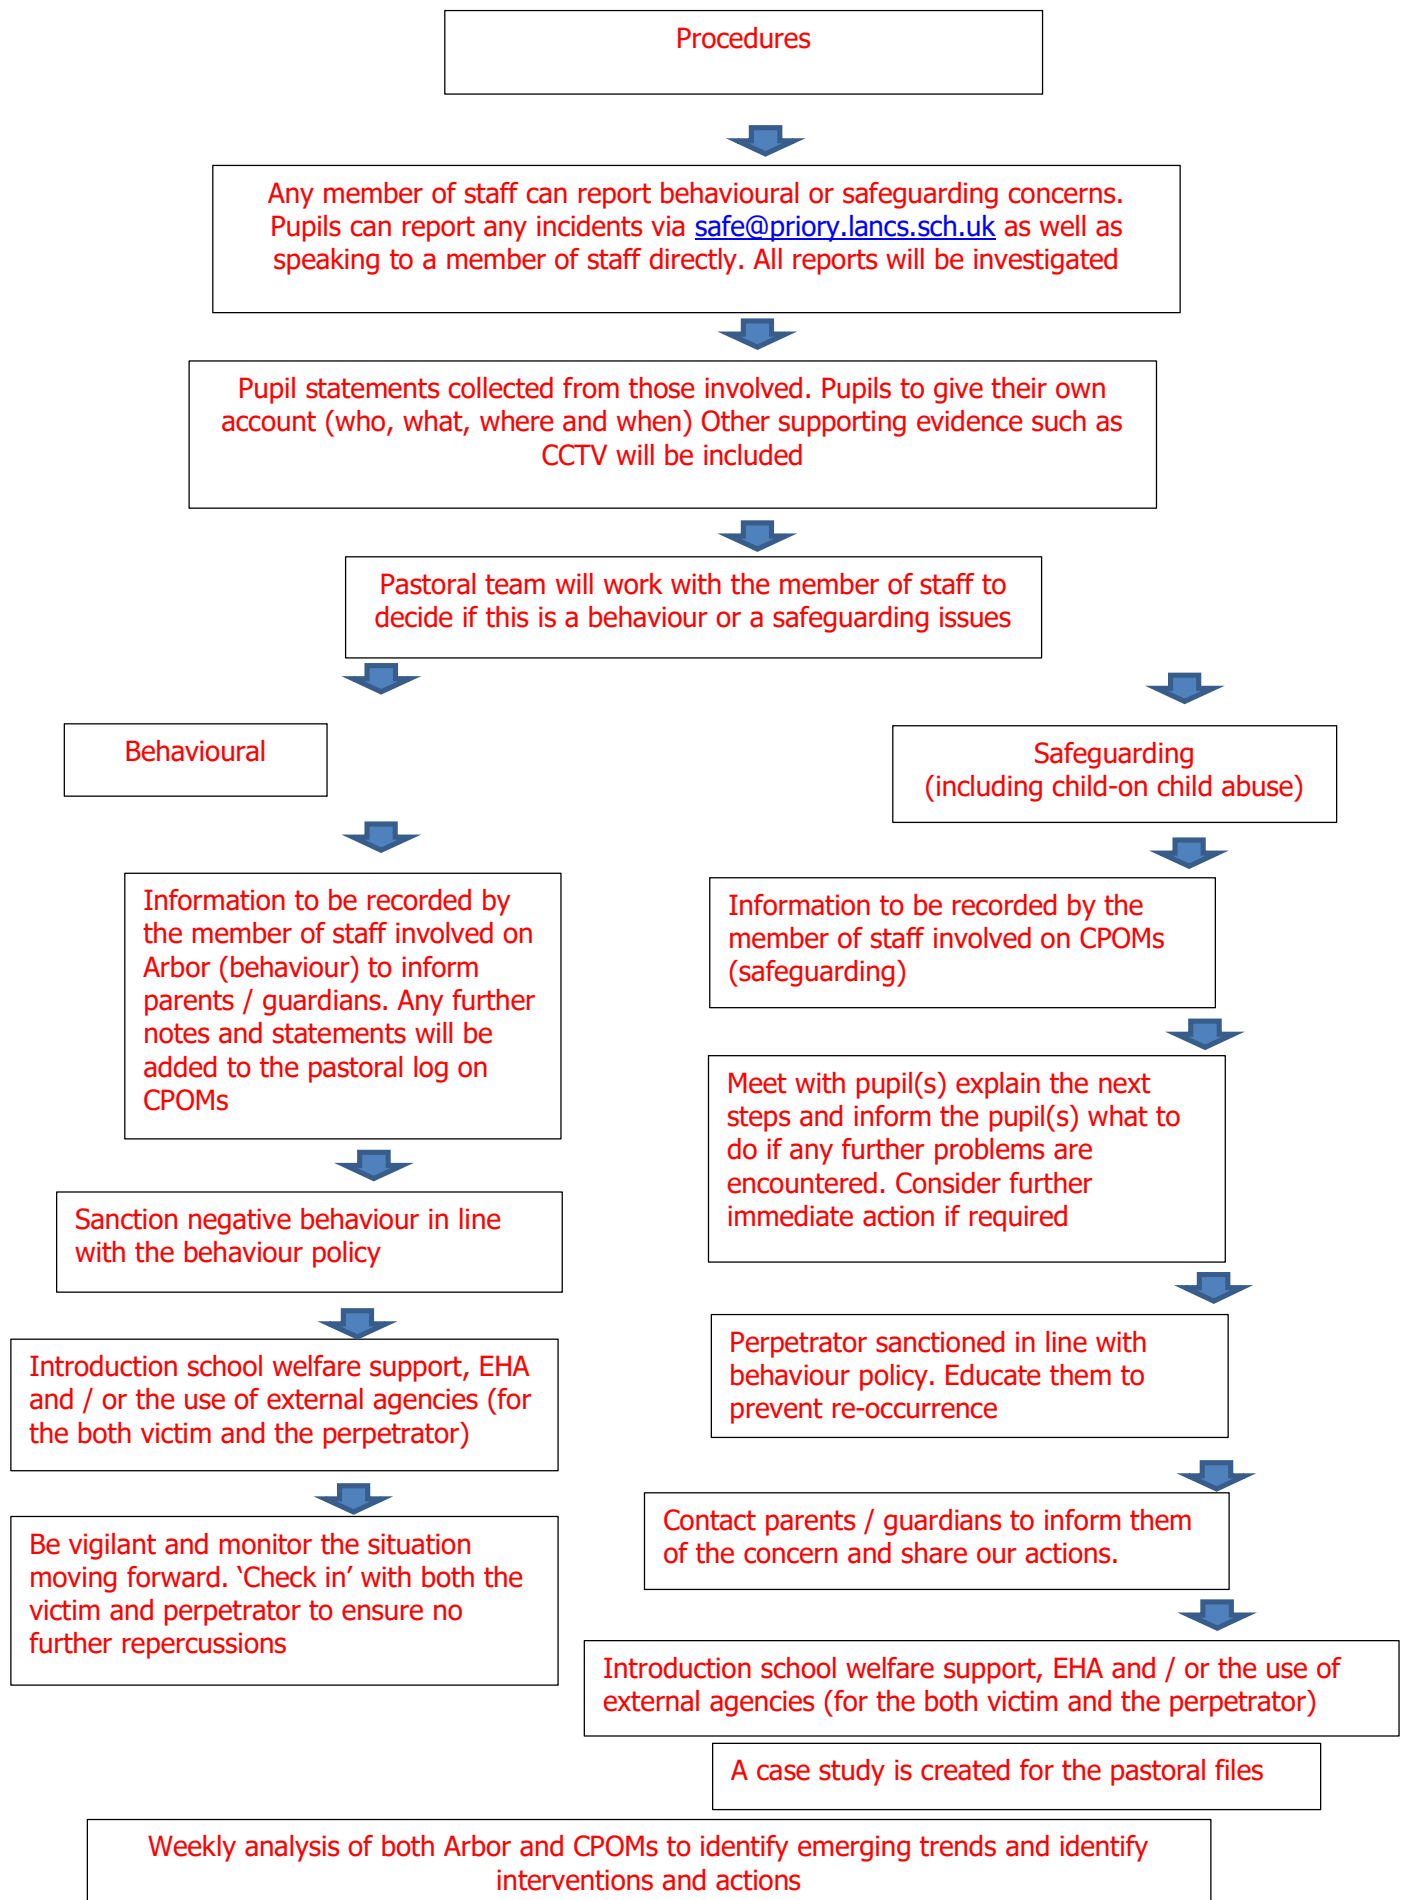 Procedures
Any member of staff can report behavioural or safeguarding concerns.
Pupils can report any incidents via safe@priory.lancs.sch.uk as well as
speaking to a member of staff directly. All reports will be investigated
Pupil statements collected from those involved. Pupils to give their own
account (who, what, where and when) Other supporting evidence such as
CCTV will be included
Pastoral team will work with the member of staff to
decide if this is a behaviour or a safeguarding issues
Behavioural
Information to be recorded by
the member of staff involved on
Arbor (behaviour) to inform
parents / guardians. Any further
notes and statements will be
added to the pastoral log on
CPOMs
Sanction negative behaviour in line
with the behaviour policy
Introduction school welfare support, EHA
and / or the use of external agencies (for
the both victim and the perpetrator)
Be vigilant and monitor the situation
moving forward. ‘Check in’ with both the
victim and perpetrator to ensure no
further repercussions
Safeguarding
(including child-on child abuse)
Information to be recorded by the
member of staff involved on CPOMs
(safeguarding)
Meet with pupil(s) explain the next
steps and inform the pupil(s) what to
do if any further problems are
encountered. Consider further
immediate action if required
Perpetrator sanctioned in line with
behaviour policy. Educate them to
prevent re-occurrence
Contact parents / guardians to inform them
of the concern and share our actions.
Introduction school welfare support, EHA and / or the use of
external agencies (for the both victim and the perpetrator)
A case study is created for the pastoral files
Weekly analysis of both Arbor and CPOMs to identify emerging trends and identify
interventions and actions